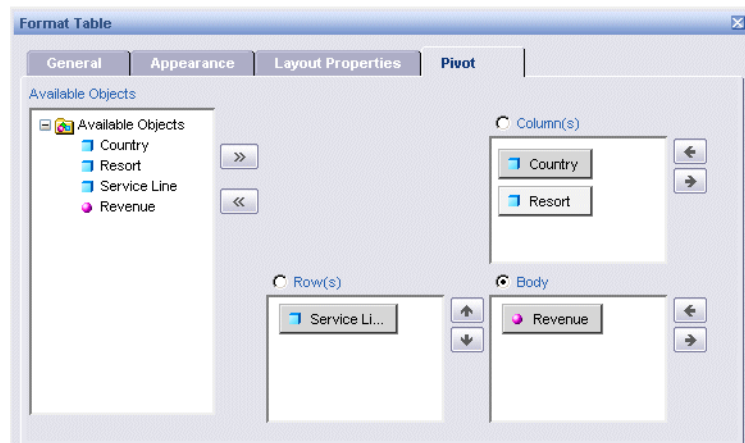 Format Table
General Appearance Layout Properties Pivot
Available Objects
Available Objects
Country
Resort
Service Line
Revenue
Column(s)
Country
Resort
Row(s)
Service Li...
Body
Revenue